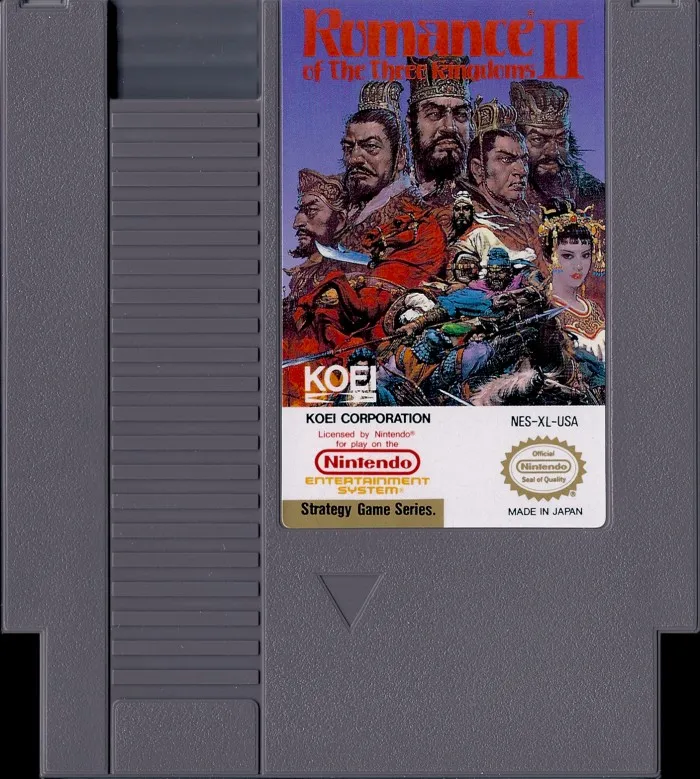 Romance II
of The Three Kingdoms
KOEI
KOEI CORPORATION
Licensed by Nintendo®
for play on the
Nintendo
ENTERTAINMENT
SYSTEM®
Strategy Game Series.
NES-XL-USA
Official
Nintendo
Seal of Quality
MADE IN JAPAN